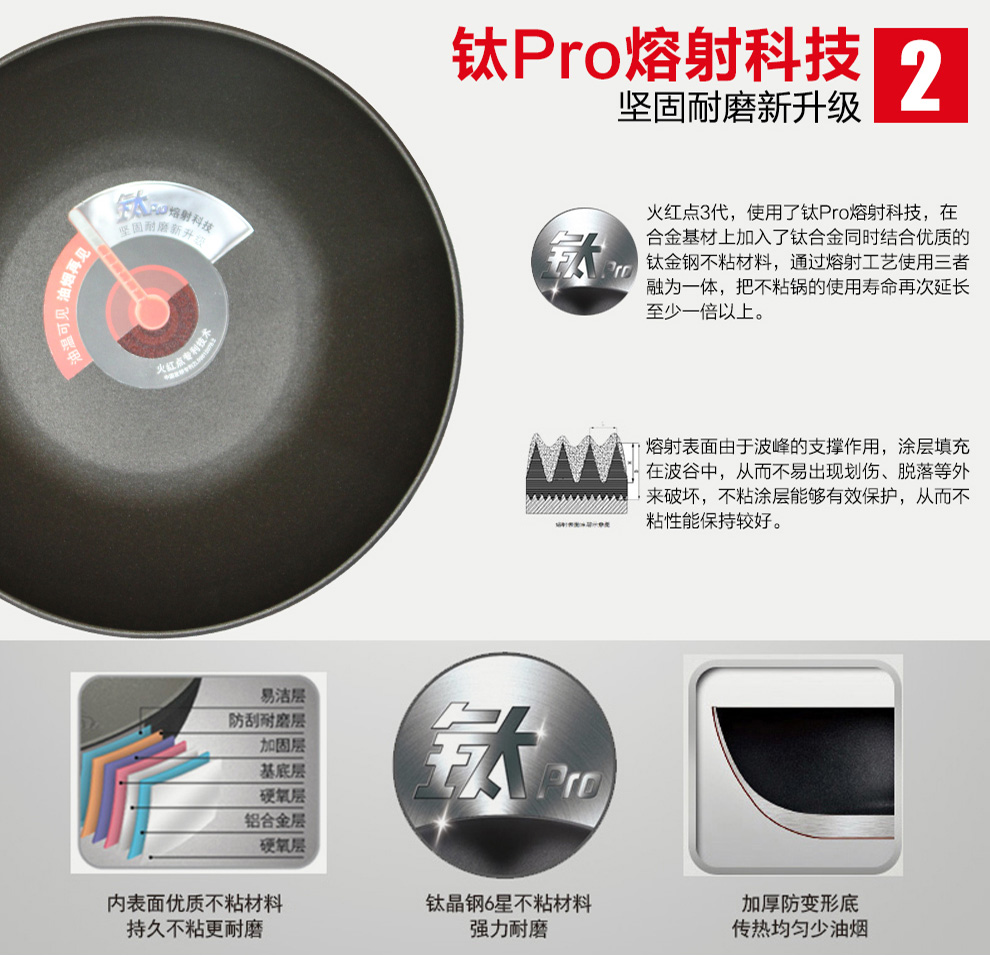 钛Pro熔射科技
坚固耐磨新升级
2
钛Pro熔射科技
坚固耐磨新升级
油温可见 油烟再见
火红点专利技术
钛Pro
火红点3代，使用了钛Pro熔射科技，在
合金基材上加入了钛合金同时结合优质的
钛金钢不粘材料，通过熔射工艺使用三者
融为一体，把不粘锅的使用寿命再次延长
至少一倍以上。
熔射表面由于波峰的支撑作用，涂层填充
在波谷中，从而不易出现划伤、脱落等外
来破坏，不粘涂层能够有效保护，从而不
粘性能保持较好。
易洁层
防刮耐磨层
加固层
基底层
硬氧层
铝合金层
硬氧层
内表面优质不粘材料
持久不粘更耐磨
钛Pro
钛晶钢6星不粘材料
强力耐磨
加厚防变形底
传热均匀少油烟